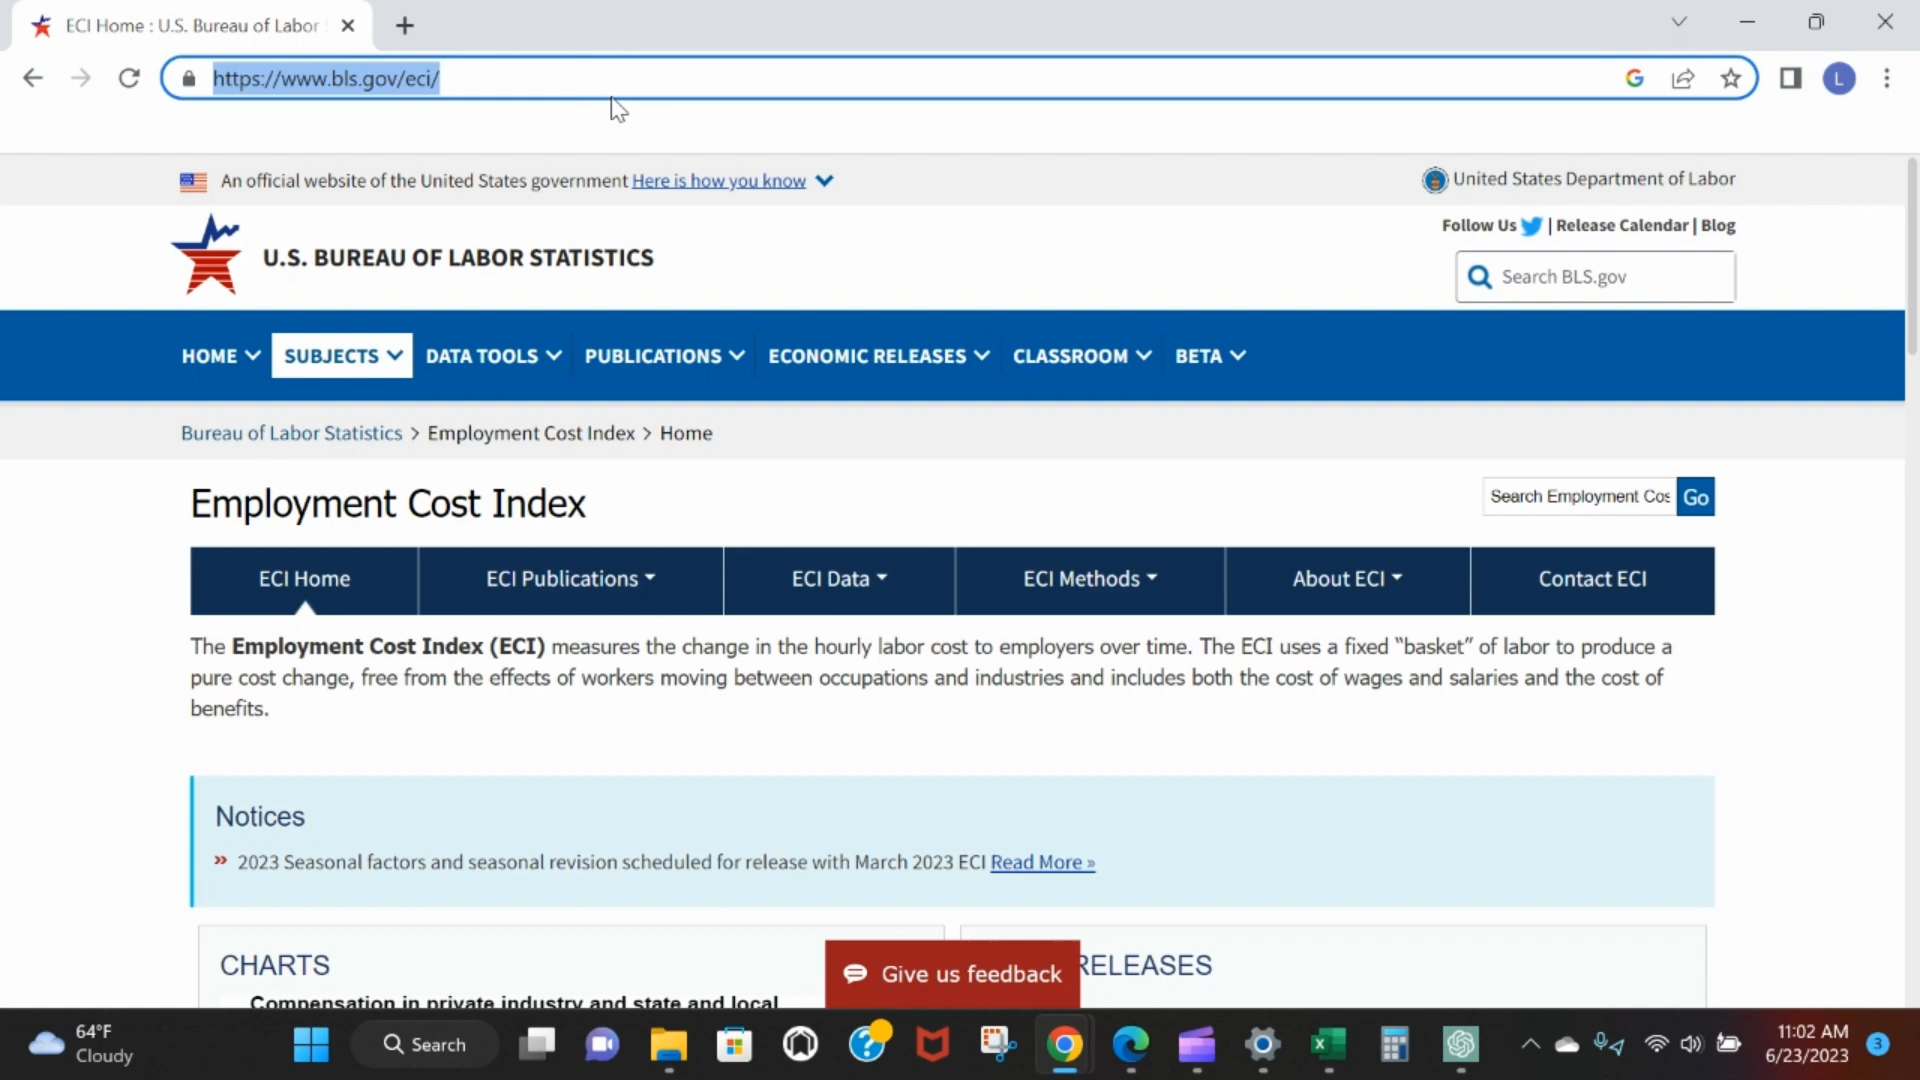 ECI Home : U.S. Bureau of Labor
https://www.bls.gov/eci/
L
An official website of the United States government Here is how you know
United States Department of Labor
Follow Us | Release Calendar | Blog
U.S. BUREAU OF LABOR STATISTICS
Search BLS.gov
HOME SUBJECTS DATA TOOLS PUBLICATIONS ECONOMIC RELEASES CLASSROOM BETA
Bureau of Labor Statistics > Employment Cost Index > Home
Employment Cost Index
Search Employment Cos Go
ECI Home ECI Publications ECI Data ECI Methods About ECI Contact ECI
The Employment Cost Index (ECI) measures the change in the hourly labor cost to employers over time. The ECI uses a fixed “basket” of labor to produce a
pure cost change, free from the effects of workers moving between occupations and industries and includes both the cost of wages and salaries and the cost of
benefits.
Notices
» 2023 Seasonal factors and seasonal revision scheduled for release with March 2023 ECI Read More »
CHARTS
RELEASES
Give us feedback
Compensation in private industry and state and local
64°F
Cloudy
Search
11:02 AM
6/23/2023
3